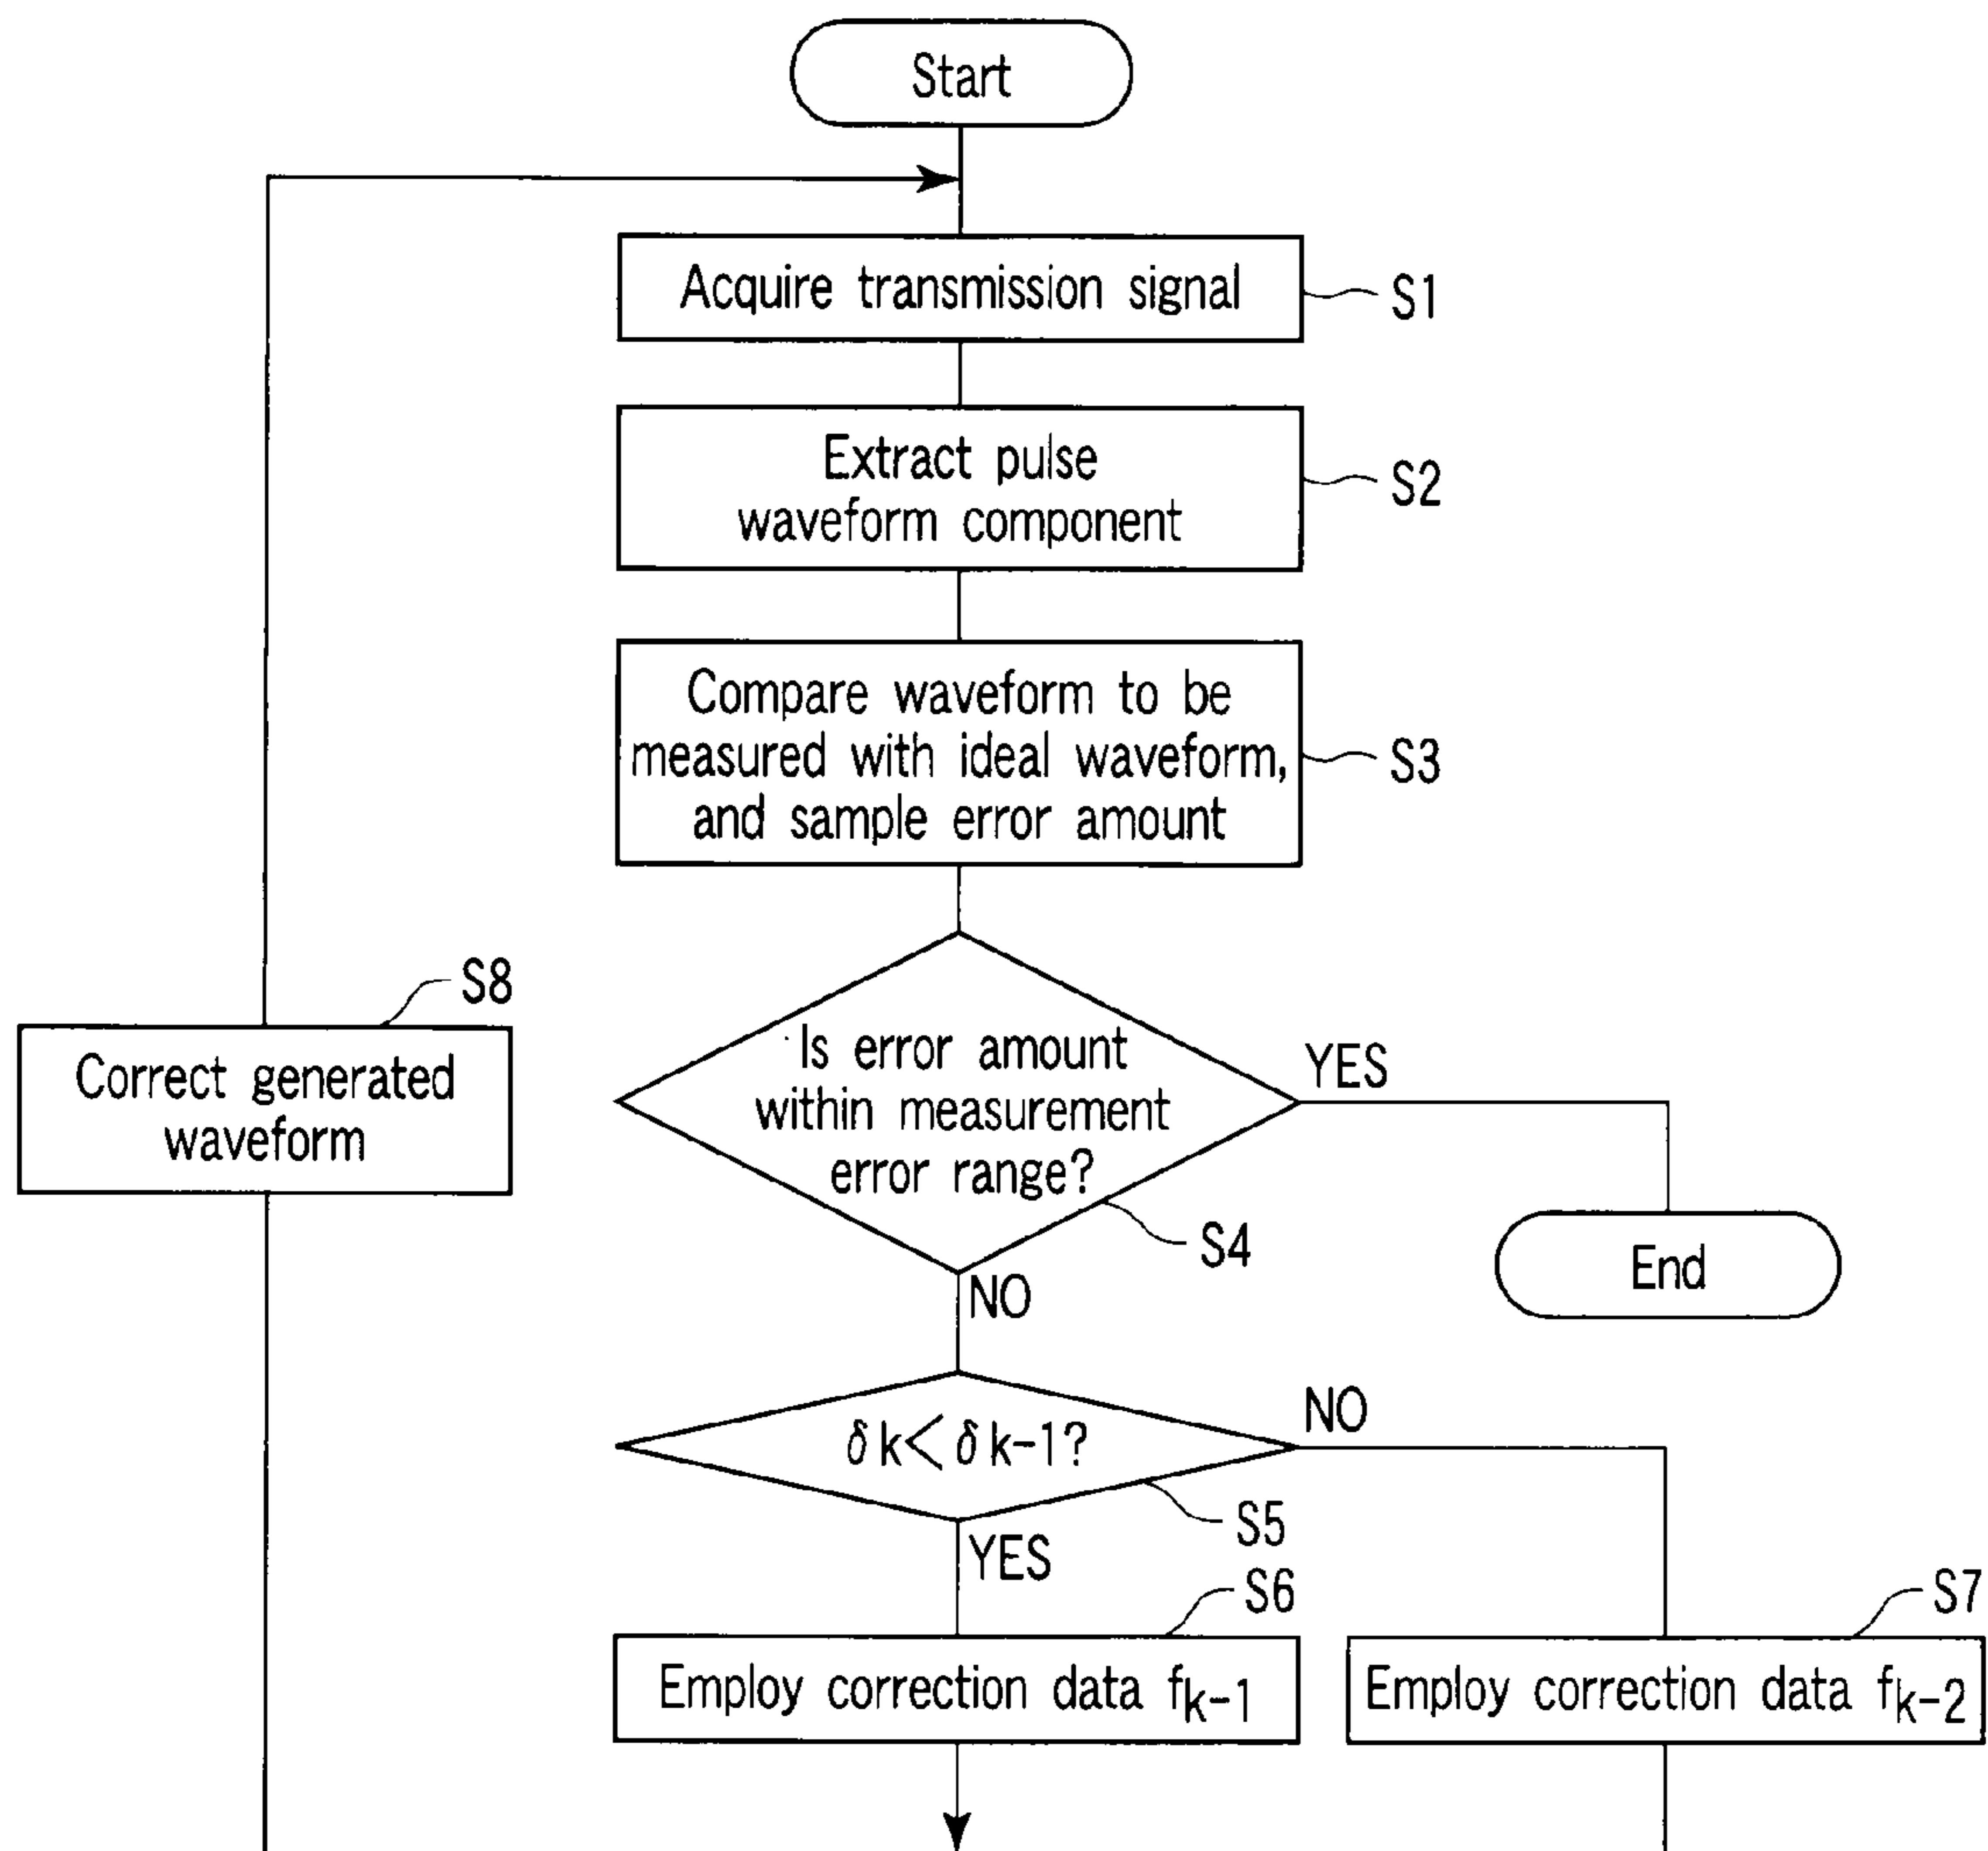 Start
Acquire transmission signal
S1
Extract pulse
waveform component
S2
Compare waveform to be
measured with ideal waveform,
and sample error amount
S3
S8
Correct generated
waveform
Is error amount
within measurement
error range?
YES
S4
NO
End
δk<δk-1?
NO
S5
YES
S6
Employ correction data fk-1
S7
Employ correction data fk-2